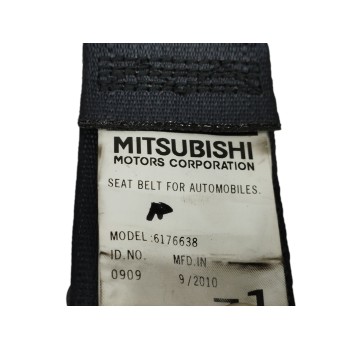 MITSUBISHI
MOTORS CORPORATION
SEAT BELT FOR AUTOMOBILES.
MODEL:6176638
ID.NO. MFD.IN
0909 9/2010